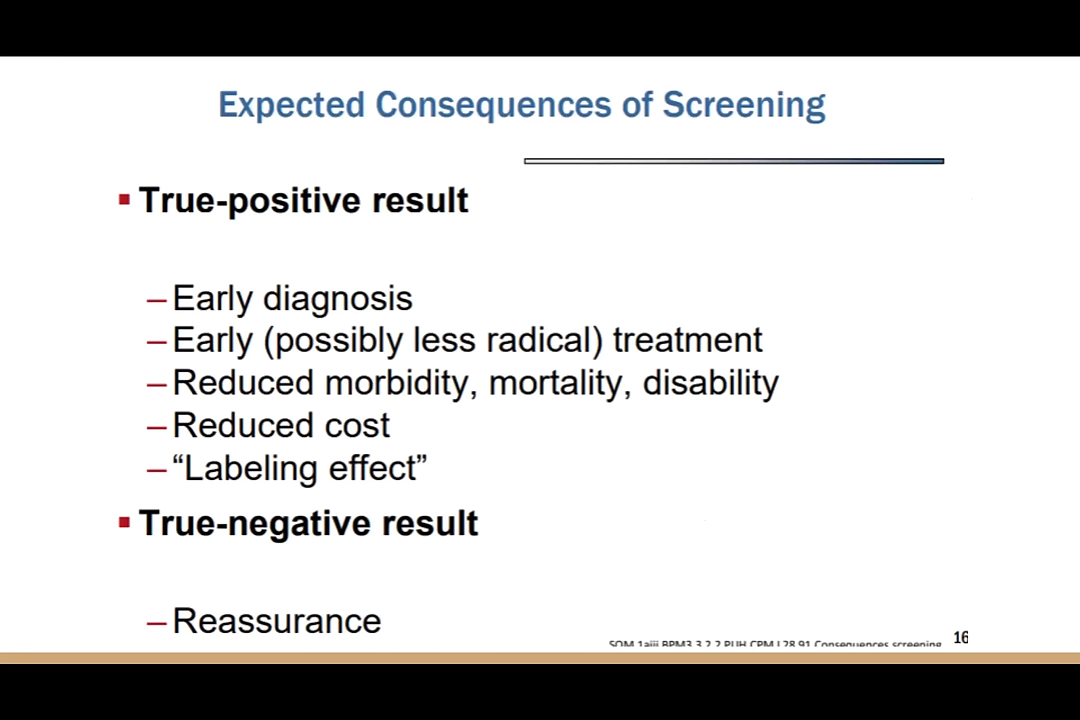 Expected Consequences of Screening
▪ True-positive result
– Early diagnosis
– Early (possibly less radical) treatment
– Reduced morbidity, mortality, disability
– Reduced cost
– “Labeling effect”
▪ True-negative result
– Reassurance
SOM.1aiii.BPM3.3.2.2.PUH CPM L28.91 Consequences screening
16